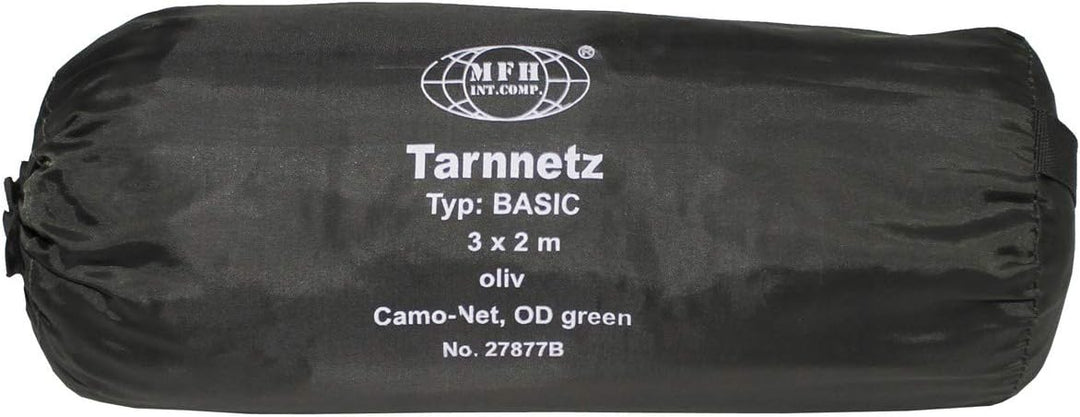 MFH®
INT.COMP.
Tarnnetz
Typ: BASIC
3 x 2 m
oliv
Camo-Net, OD green
No. 27877B